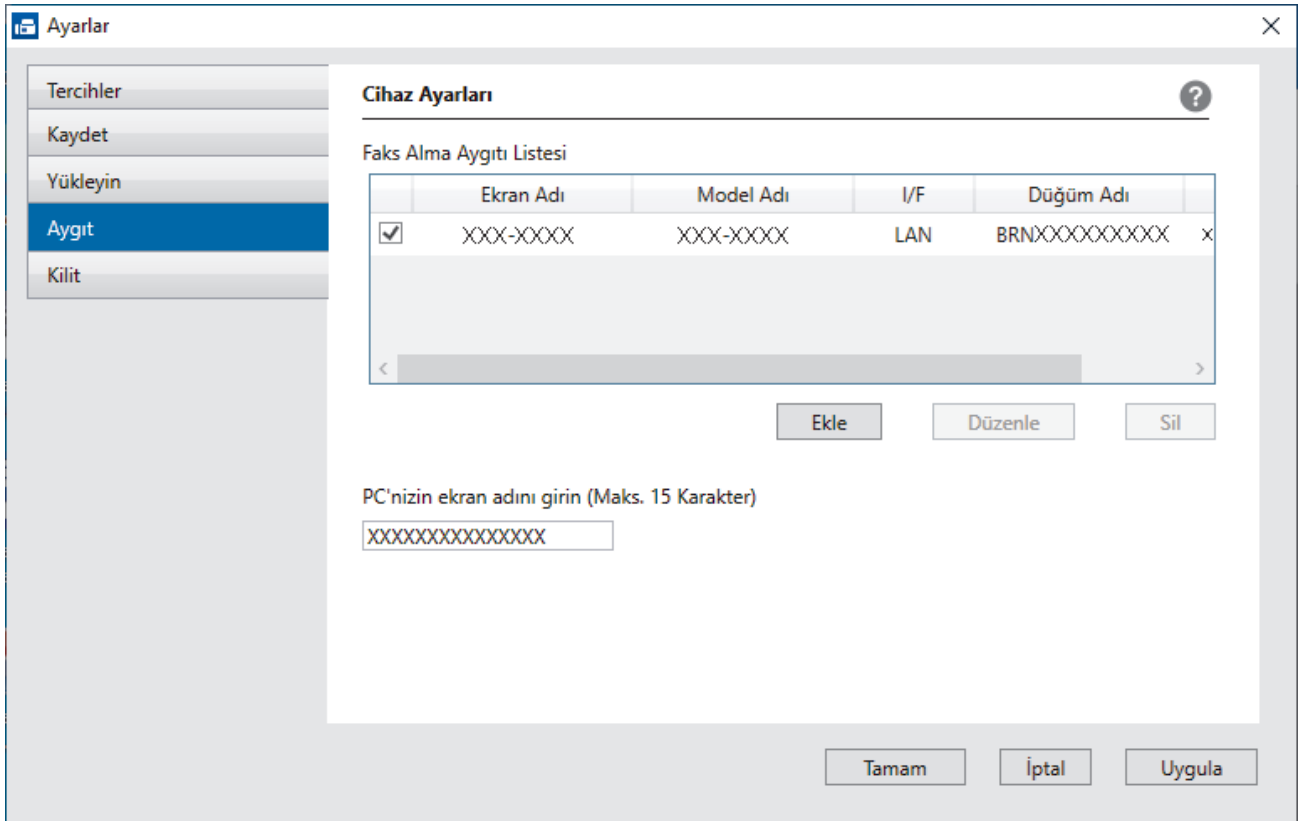 Ayarlar
Tercihler
Kaydet
Yükleyin
Aygıt
Kilit
Cihaz Ayarları
?
Faks Alma Aygıtı Listesi
Ekran Adı Model Adı I/F Düğüm Adı
XXX-XXXX XXX-XXXX LAN BRNXXXXXXXXX x
Ekle Düzenle Sil
PC'nizin ekran adını girin (Maks. 15 Karakter)
XXXXXXXXXXXXXXX
Tamam İptal Uygula